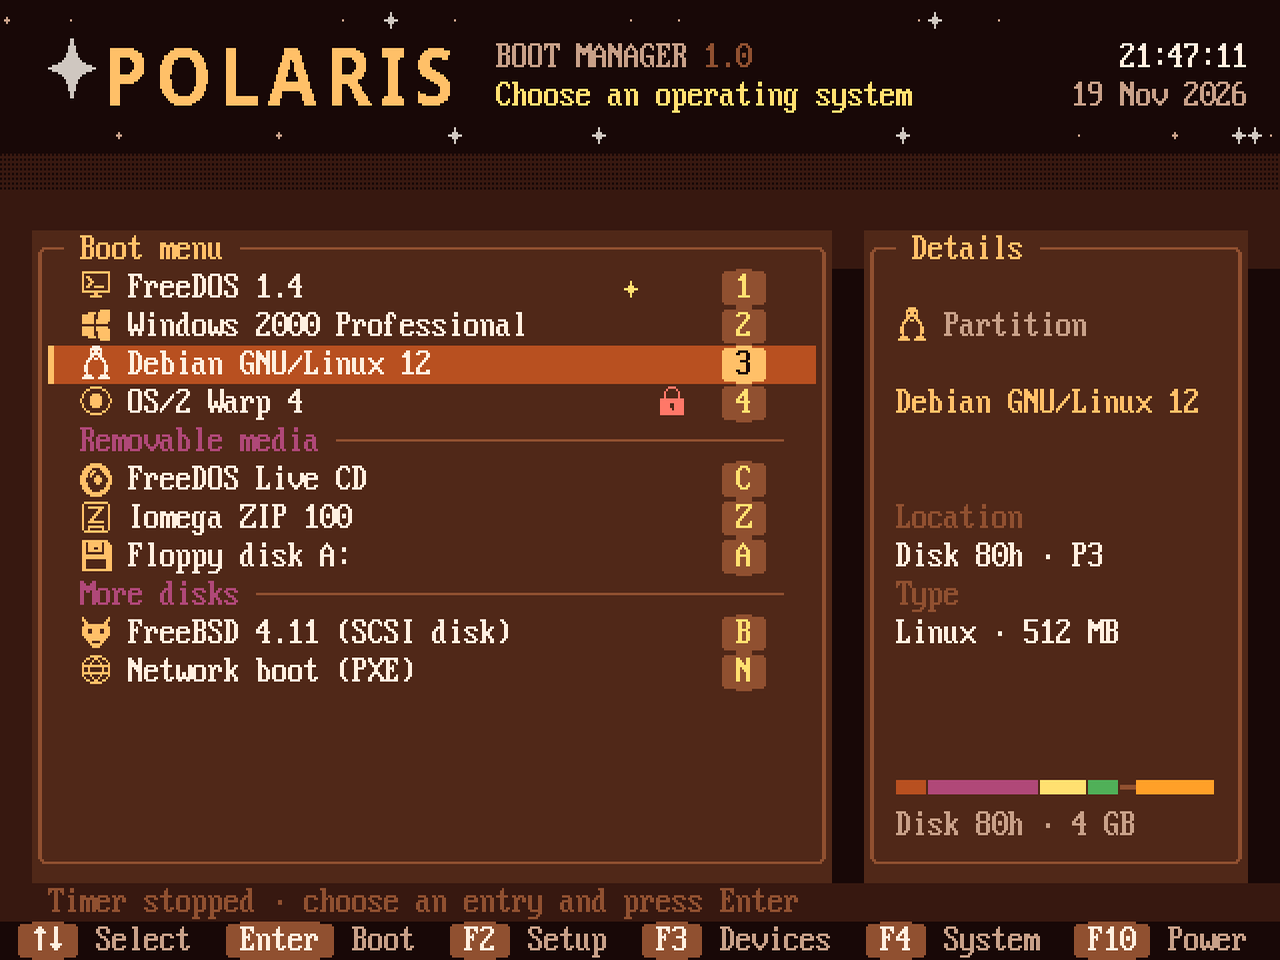 POLARIS
BOOT MANAGER 1.0
Choose an operating system
21:47:11
19 Nov 2026
Boot menu
FreeDOS 1.4 1
Windows 2000 Professional 2
Debian GNU/Linux 12 3
OS/2 Warp 4 4
Removable media
FreeDOS Live CD C
Iomega ZIP 100 Z
Floppy disk A: A
More disks
FreeBSD 4.11 (SCSI disk) B
Network boot (PXE) N
Details
Partition
Debian GNU/Linux 12
Location
Disk 80h · P3
Type
Linux · 512 MB
Disk 80h · 4 GB
Timer stopped · choose an entry and press Enter
↑↓ Select Enter Boot F2 Setup F3 Devices F4 System F10 Power